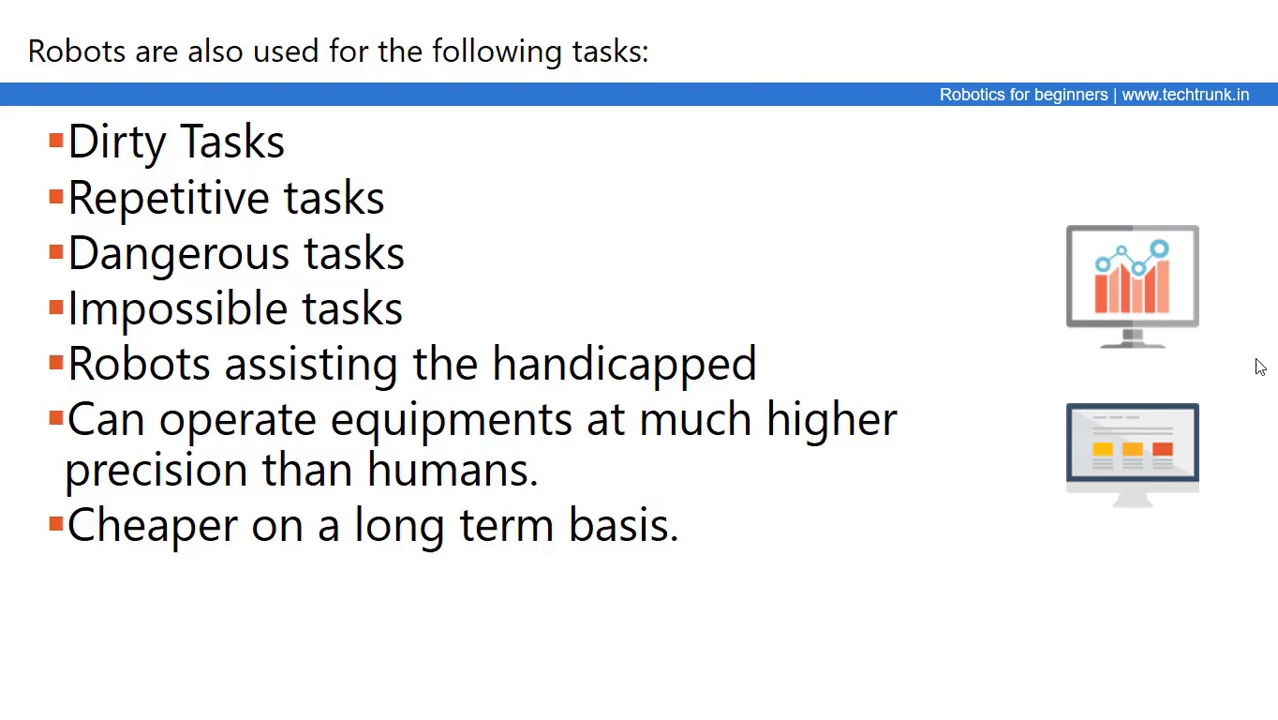 Robots are also used for the following tasks:
Robotics for beginners | www.techtrunk.in
▪Dirty Tasks
▪Repetitive tasks
▪Dangerous tasks
▪Impossible tasks
▪Robots assisting the handicapped
▪Can operate equipments at much higher
precision than humans.
▪Cheaper on a long term basis.